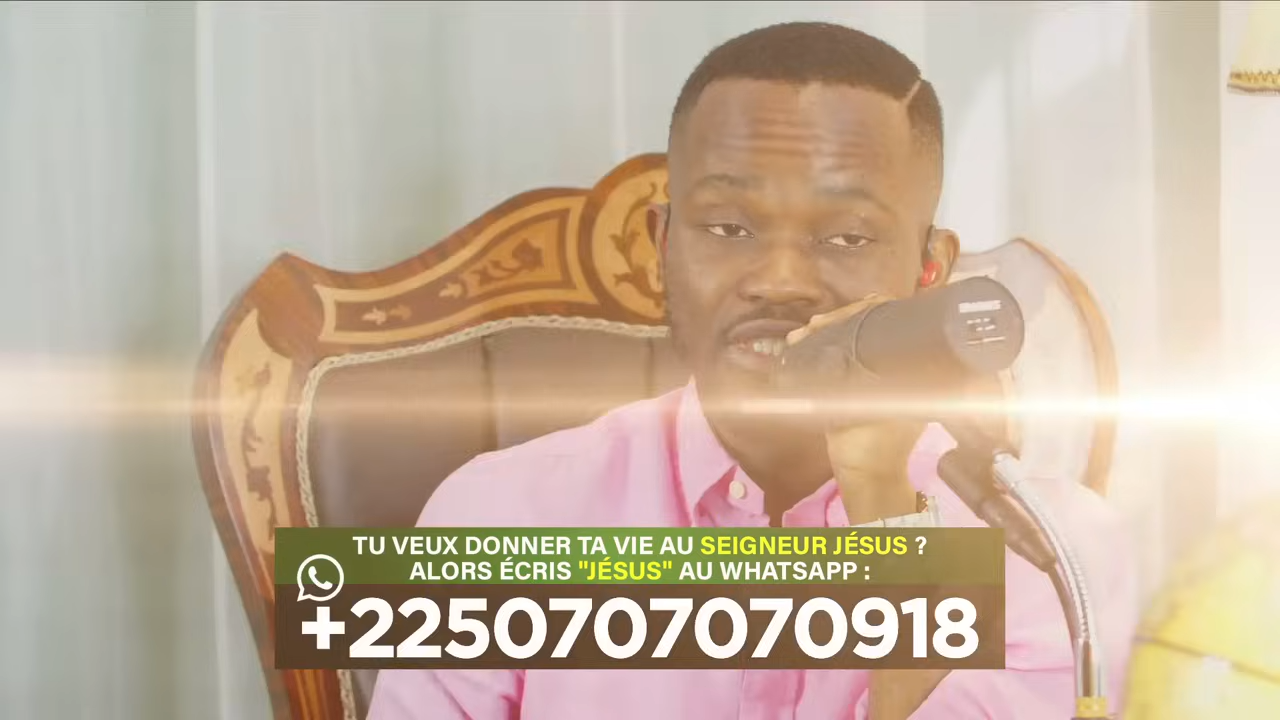 TU VEUX DONNER TA VIE AU SEIGNEUR JÉSUS ?
ALORS ÉCRIS "JÉSUS" AU WHATSAPP :
+2250707070918